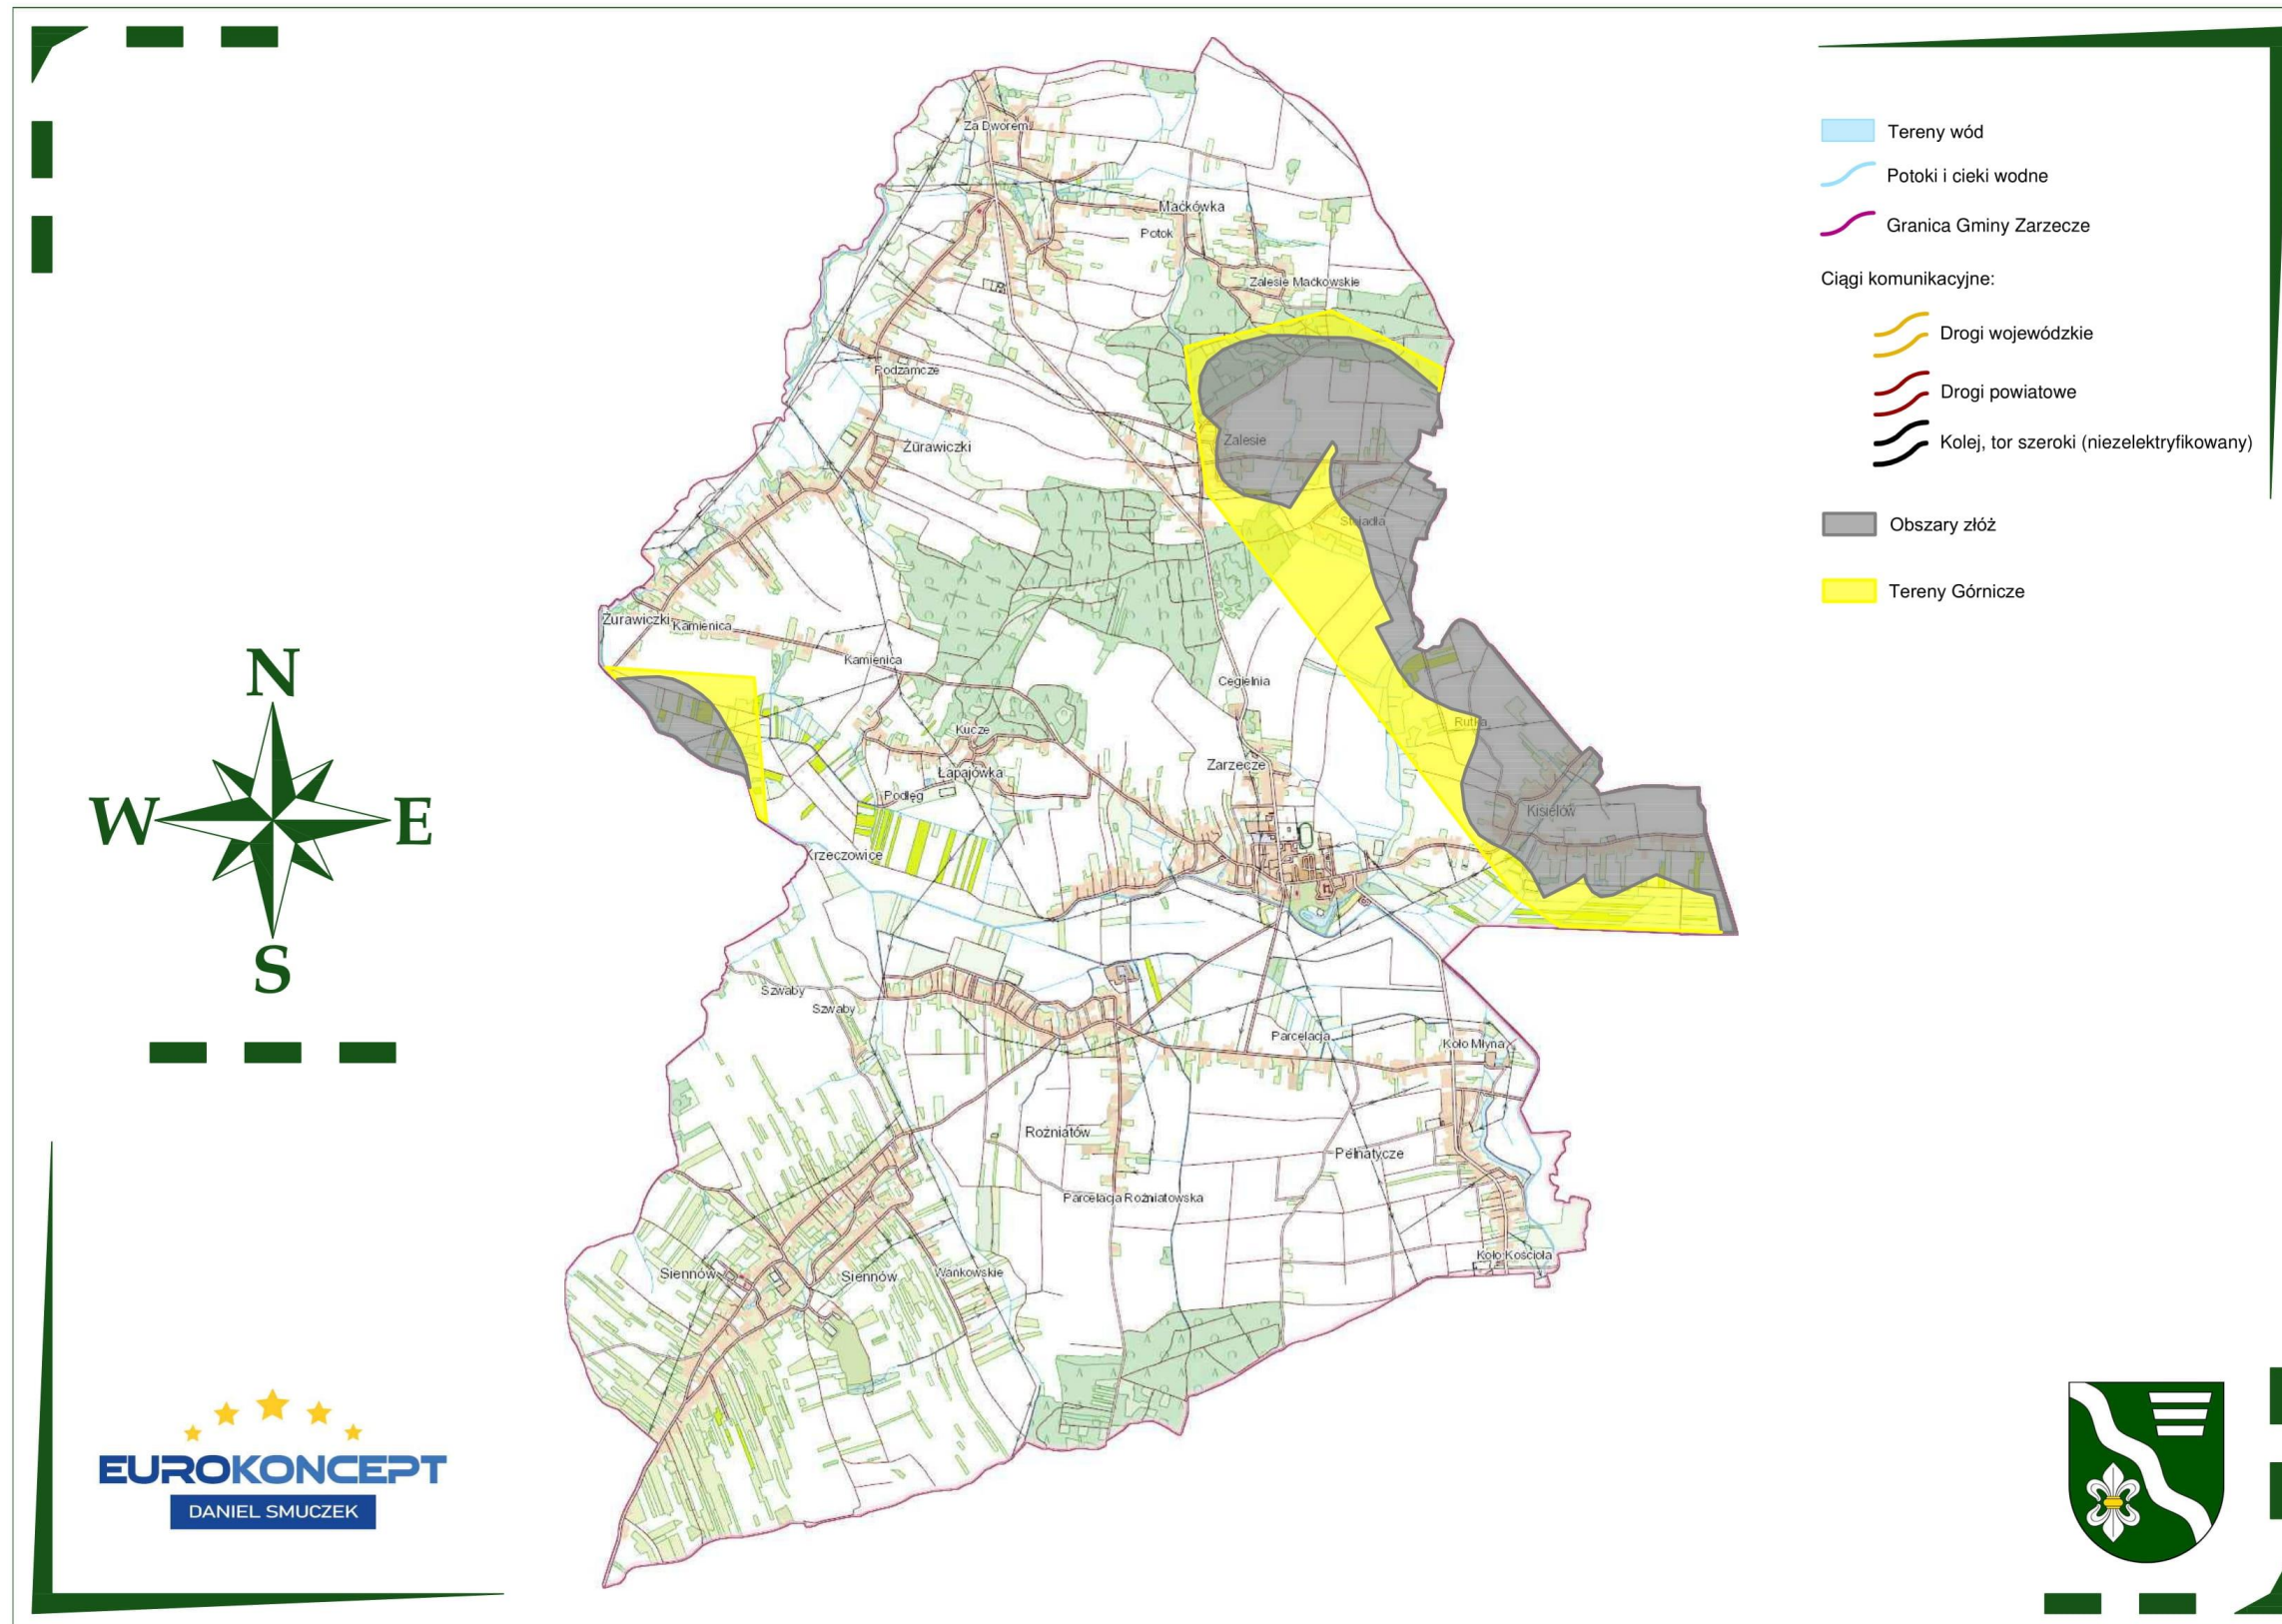 Za Dworem
Maćkówka
Potok
Zalesie Maćkowskie
Podzamcze
Zalesie
Żurawiczki
Żurawiczki
Kamienica
Kamienica
Cegielnia
Rutka
Kucze
Zarzecze
Łapajówka
Podłęg
Kisielów
Krzeczowice
Szwaby
Szwaby
Parcelacja
Koło Młyna
Rożniatów
Pełnatycze
Parcelacja Rożniatowska
Koło Kościoła
Siennów
Siennów
Wańkowskie
Tereny wód
Potoki i cieki wodne
Granica Gminy Zarzecze
Ciągi komunikacyjne:
Drogi wojewódzkie
Drogi powiatowe
Kolej, tor szeroki (niezelektryfikowany)
Obszary złóż
Tereny Górnicze
N
W
E
S
EUROKONCEPT
DANIEL SMUCZEK